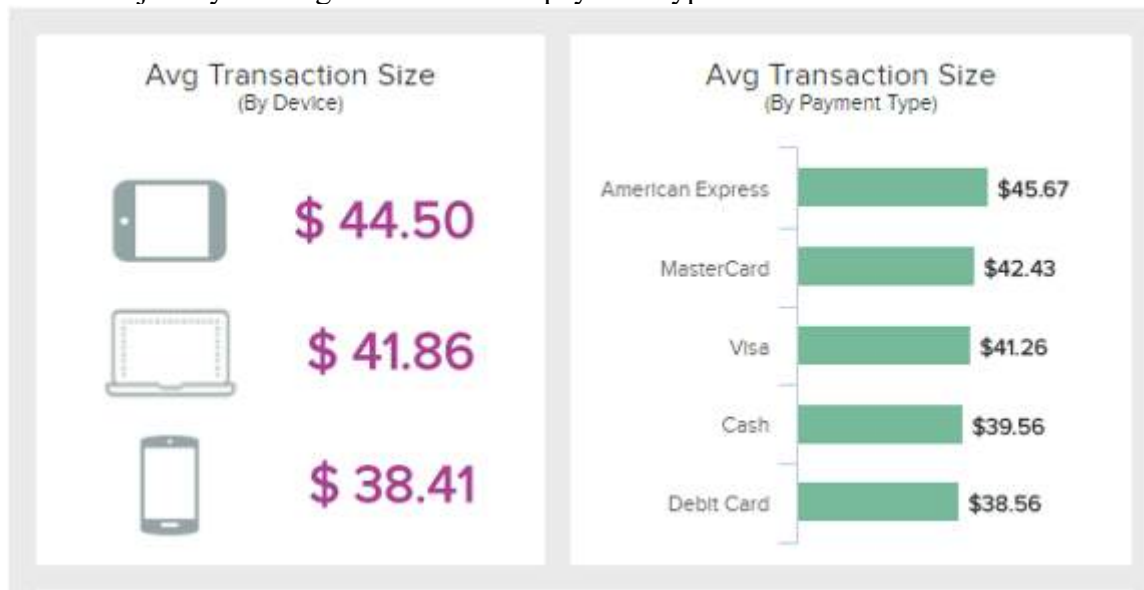 Avg Transaction Size
(By Device)
$ 44.50
$ 41.86
$ 38.41
Avg Transaction Size
(By Payment Type)
American Express $45.67
MasterCard $42.43
Visa $41.26
Cash $39.56
Debit Card $38.56